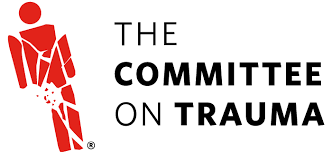 THE
COMMITTEE
ON TRAUMA
®